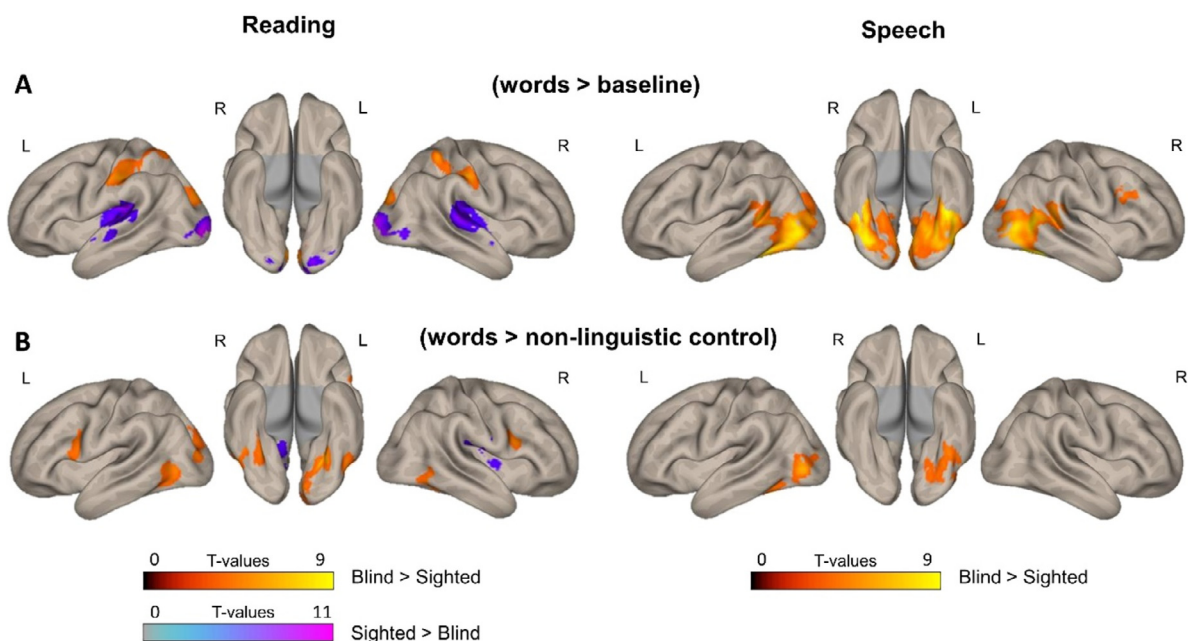 Reading
Speech
A
(words > baseline)
R L R L
L R L R
B
(words > non-linguistic control)
R L R L
L R L R
0 T-values 9
Blind > Sighted
0 T-values 11
Sighted > Blind
0 T-values 9
Blind > Sighted